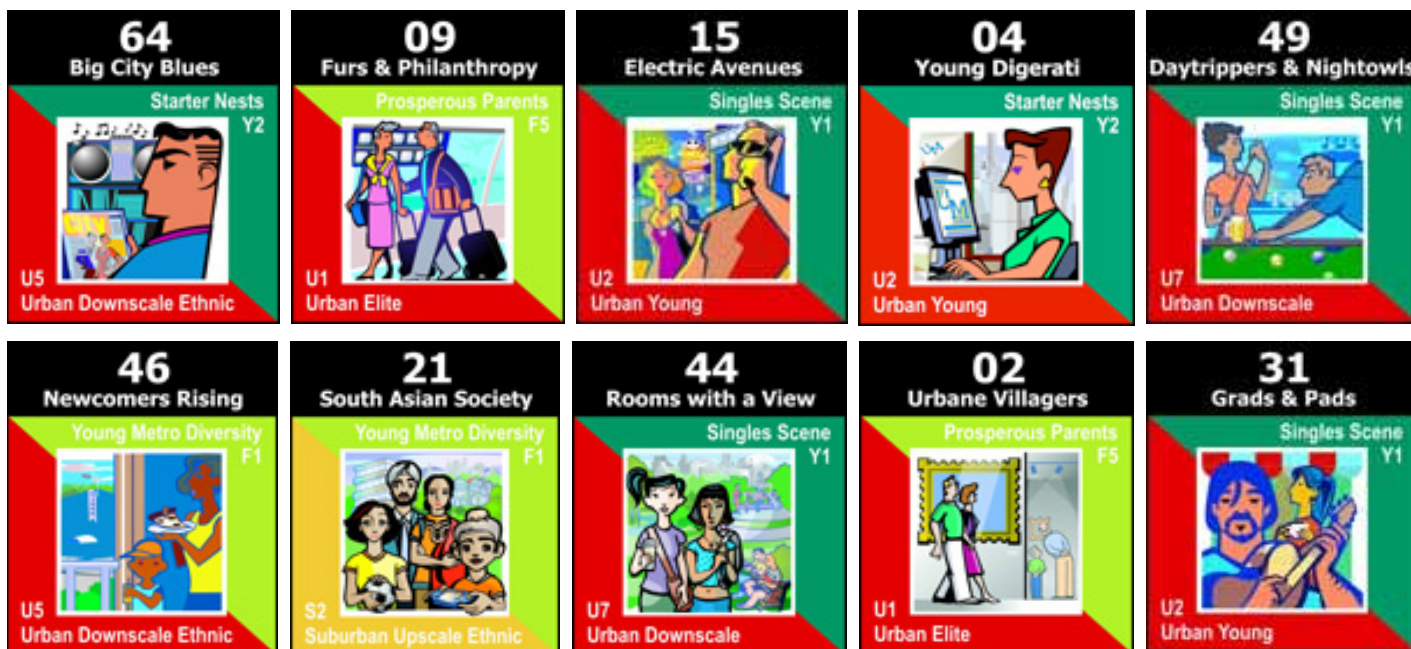 64
Big City Blues
Starter Nests
Y2
CITY
U5
Urban Downscale Ethnic
09
Furs & Philanthropy
Prosperous Parents
F5
U1
Urban Elite
15
Electric Avenues
Singles Scene
Y1
U2
Urban Young
04
Young Digerati
Starter Nests
Y2
UM
UM
U2
Urban Young
49
Daytrippers & Nightowls
Singles Scene
Y1
U7
Urban Downscale
46
Newcomers Rising
Young Metro Diversity
F1
U5
Urban Downscale Ethnic
21
South Asian Society
Young Metro Diversity
F1
S2
Suburban Upscale Ethnic
44
Rooms with a View
Singles Scene
Y1
U7
Urban Downscale
02
Urbane Villagers
Prosperous Parents
F5
U1
Urban Elite
31
Grads & Pads
Singles Scene
Y1
U2
Urban Young